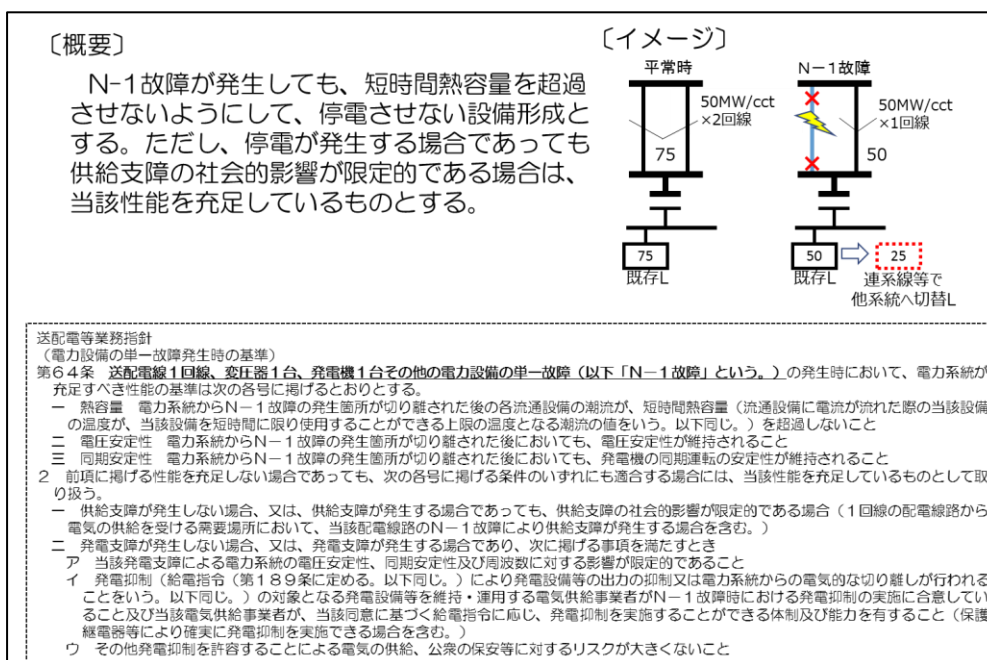 〔概要〕
N-1故障が発生しても、短時間熱容量を超過
させないようにして、停電させない設備形成と
する。ただし、停電が発生する場合であっても
供給支障の社会的影響が限定的である場合は、
当該性能を充足しているものとする。
〔イメージ〕
平常時
50MW/cct
×2回線
75
75
既存L
N－1故障
50MW/cct
×1回線
50
50
既存L
25
連系線等で
他系統へ切替L
送配電等業務指針
（電力設備の単一故障発生時の基準）
第６４条　送配電線１回線、変圧器１台、発電機１台その他の電力設備の単一故障（以下「Ｎ－１故障」という。）の発生時において、電力系統が
充足すべき性能の基準は次の各号に掲げるとおりとする。
一　熱容量　電力系統からＮ－１故障の発生箇所が切り離された後の各流通設備の潮流が、短時間熱容量（流通設備に電流が流れた際の当該設備
の温度が、当該設備を短時間に限り使用することができる上限の温度となる潮流の値をいう。以下同じ。）を超過しないこと
二　電圧安定性　電力系統からＮ－１故障の発生箇所が切り離された後においても、電圧安定性が維持されること
三　同期安定性　電力系統からＮ－１故障の発生箇所が切り離された後においても、発電機の同期運転の安定性が維持されること
２　前項に掲げる性能を充足しない場合であっても、次の各号に掲げる条件のいずれにも適合する場合には、当該性能を充足しているものとして取
り扱う。
一　供給支障が発生しない場合、又は、供給支障が発生する場合であっても、供給支障の社会的影響が限定的である場合（１回線の配電線路から
電気の供給を受ける需要場所において、当該配電線路のＮ－１故障により供給支障が発生する場合を含む。）
二　発電支障が発生しない場合、又は、発電支障が発生する場合であり、次に掲げる事項を満たすとき
ア　当該発電支障による電力系統の電圧安定性、同期安定性及び周波数に対する影響が限定的であること
イ　発電抑制（給電指令（第１８９条に定める。以下同じ。）により発電設備等の出力の抑制又は電力系統からの電気的な切り離しが行われる
ことをいう。以下同じ。）の対象となる発電設備等を維持・運用する電気供給事業者がＮ－１故障時における発電抑制の実施に合意してい
ること及び当該電気供給事業者が、当該同意に基づく給電指令に応じ、発電抑制を実施することができる体制及び能力を有すること（保護
継電器等により確実に発電抑制を実施できる場合を含む。）
ウ　その他発電抑制を許容することによる電気の供給、公衆の保安等に対するリスクが大きくないこと